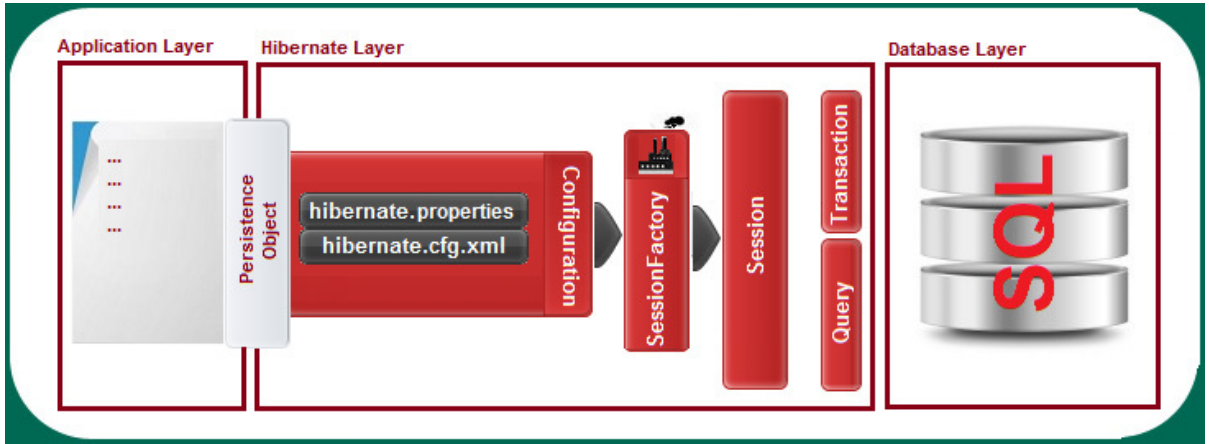 Application Layer
Hibernate Layer
Database Layer
...
...
...
...
Persistence
Object
hibernate.properties
hibernate.cfg.xml
Configuration
SessionFactory
Session
Transaction
Query
SQL